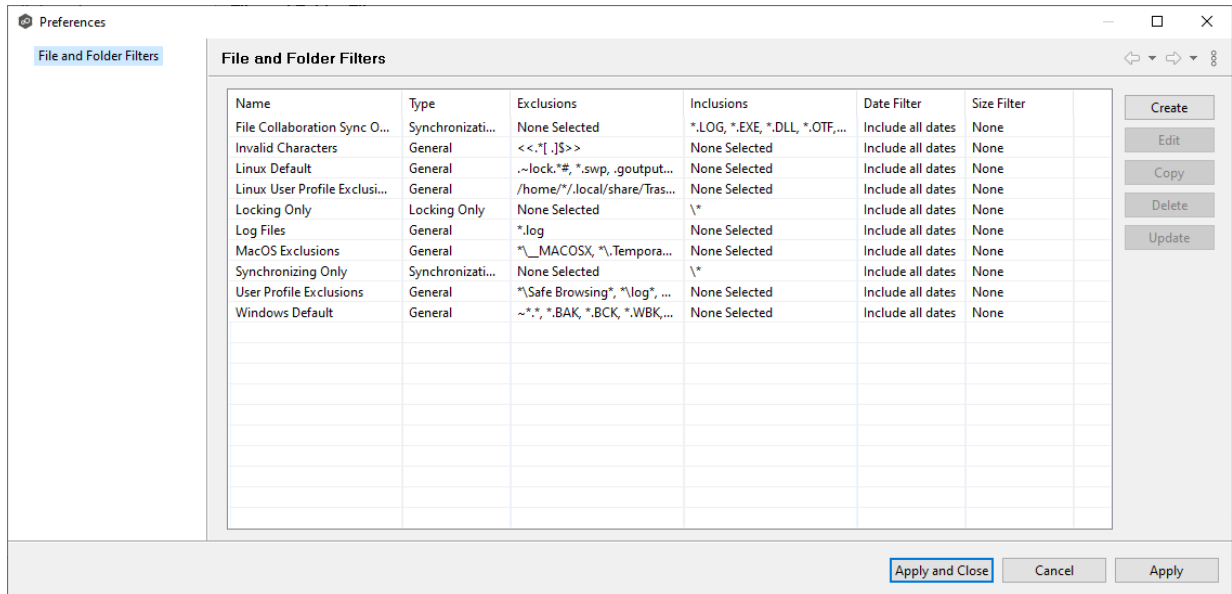 Preferences
File and Folder Filters
File and Folder Filters
Name Type Exclusions Inclusions Date Filter Size Filter
File Collaboration Sync O... Synchronizati... None Selected *.LOG, *.EXE, *.DLL, *.OTF,... Include all dates None
Invalid Characters General <<.*[ .]$>> None Selected Include all dates None
Linux Default General .~lock.*#, *.swp, .goutput... None Selected Include all dates None
Linux User Profile Exclusi... General /home/*/.local/share/Tras... None Selected Include all dates None
Locking Only Locking Only None Selected \* Include all dates None
Log Files General *.log None Selected Include all dates None
MacOS Exclusions General *\__MACOSX, *\.Tempora... None Selected Include all dates None
Synchronizing Only Synchronizati... None Selected \* Include all dates None
User Profile Exclusions General *\Safe Browsing*, *\log*, ... None Selected Include all dates None
Windows Default General ~*.*, *.BAK, *.BCK, *.WBK,... None Selected Include all dates None
Create
Edit
Copy
Delete
Update
Apply and Close Cancel Apply